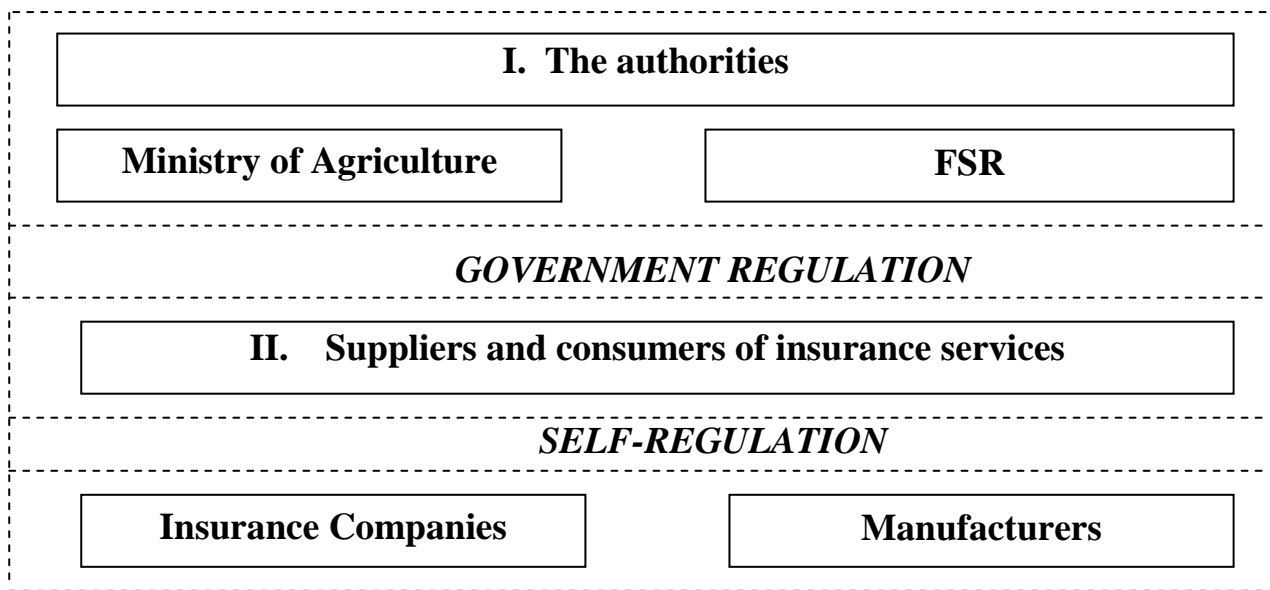 I. The authorities
Ministry of Agriculture
FSR
GOVERNMENT REGULATION
II. Suppliers and consumers of insurance services
SELF-REGULATION
Insurance Companies
Manufacturers